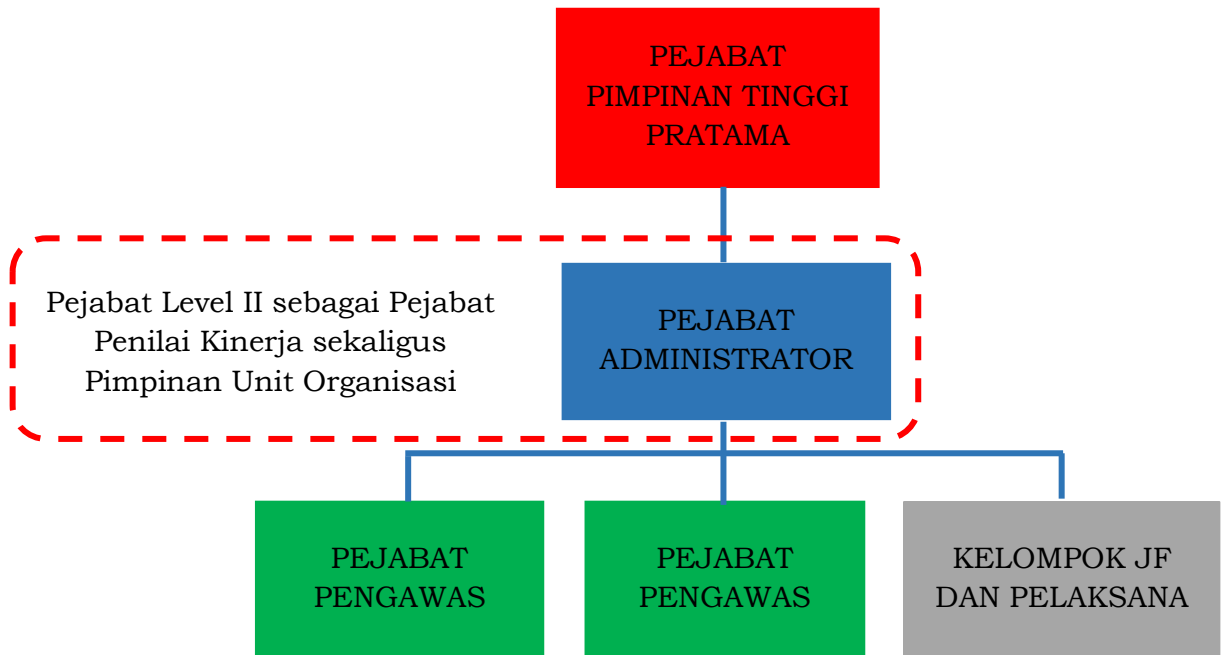 PEJABAT
PIMPINAN TINGGI
PRATAMA
Pejabat Level II sebagai Pejabat
Penilai Kinerja sekaligus
Pimpinan Unit Organisasi
PEJABAT
ADMINISTRATOR
PEJABAT
PENGAWAS
PEJABAT
PENGAWAS
KELOMPOK JF
DAN PELAKSANA